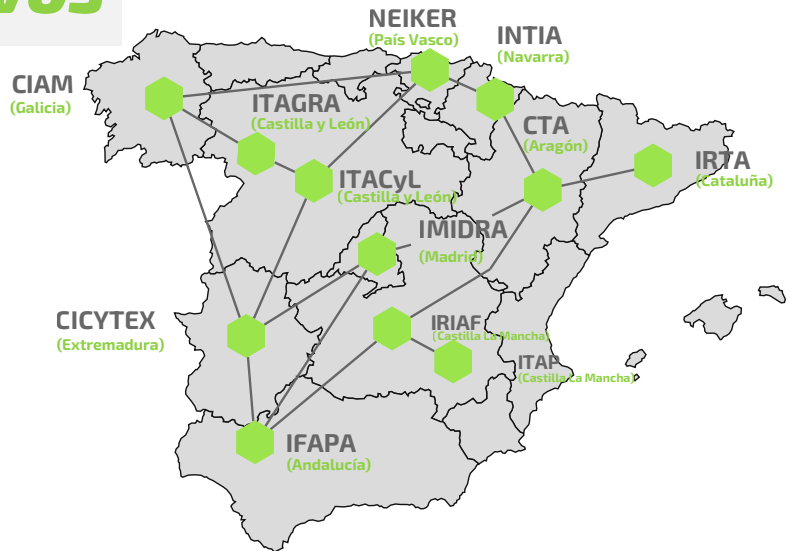 NEIKER
(País Vasco)
INTIA
(Navarra)
CIAM
(Galicia)
ITAGRA
(Castilla y León)
CTA
(Aragón)
IRTA
(Cataluña)
ITACyL
(Castilla y León)
IMIDRA
(Madrid)
CICYTEX
(Extremadura)
IRIAF
(Castilla La Mancha)
ITAP
(Castilla La Mancha)
IFAPA
(Andalucía)